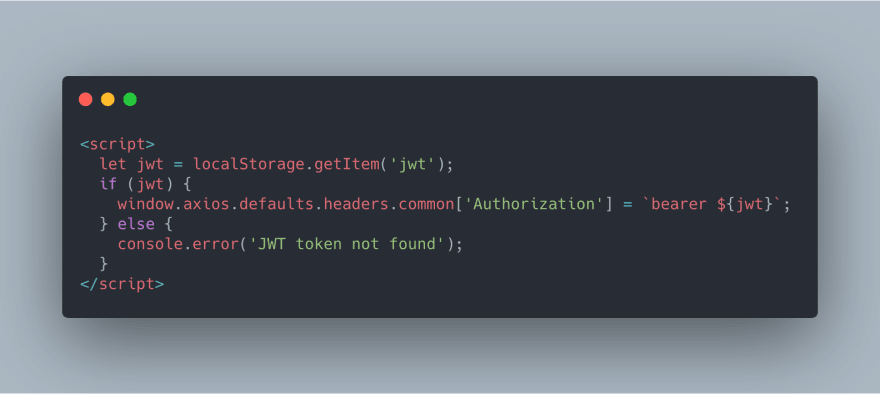 <script>
  let jwt = localStorage.getItem('jwt');
  if (jwt) {
    window.axios.defaults.headers.common['Authorization'] = `bearer ${jwt}`;
  } else {
    console.error('JWT token not found');
  }
</script>